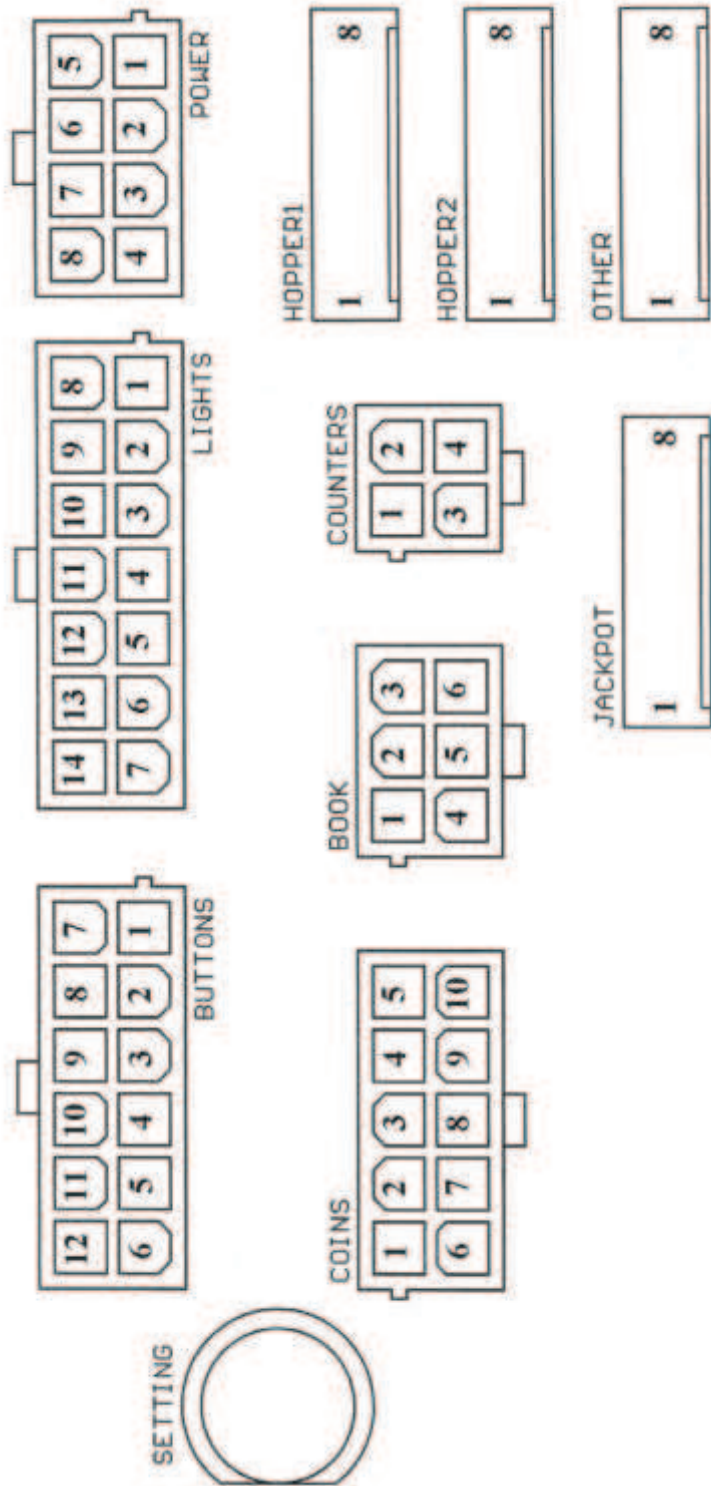 SETTING
12 11 10 9 8 7
6 5 4 3 2 1
BUTTONS
14 13 12 11 10 9 8
7 6 5 4 3 2 1
LIGHTS
8 7 6 5
4 3 2 1
POWER
COINS
1 2 3 4 5
6 7 8 9 10
BOOK
1 2 3
4 5 6
COUNTERS
1 2
3 4
HOPPER1
1 8
HOPPER2
1 8
JACKPOT
1 8
OTHER
1 8